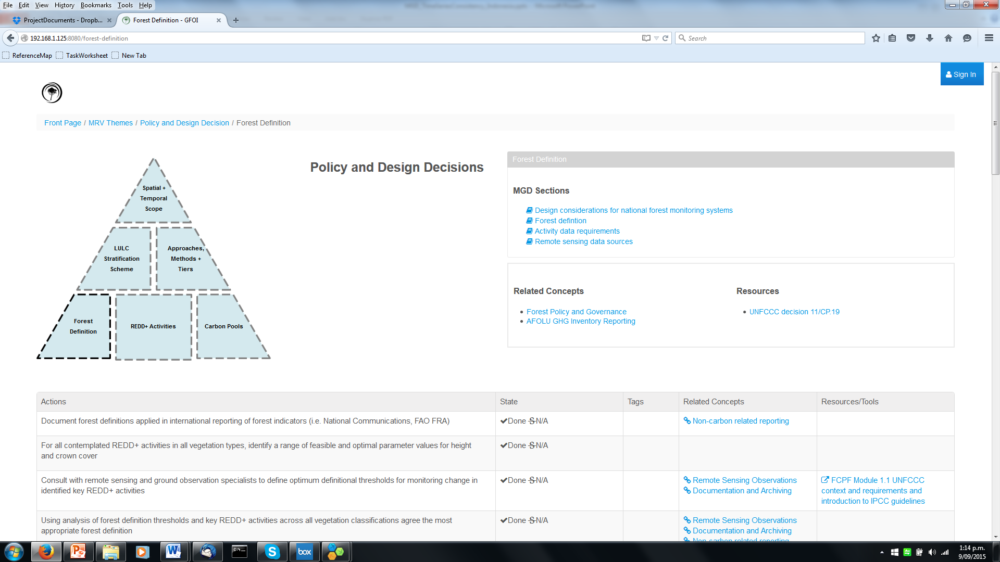 File Edit View History Bookmarks Tools Help
ProjectDocuments - Dropb...
Forest Definition - GFOI
192.168.1.125:8080/forest-definition
Search
ReferenceMap TaskWorksheet New Tab
Sign In
Front Page / MRV Themes / Policy and Design Decision / Forest Definition
Spatial +
Temporal
Scope
LULC
Stratification
Scheme
Approaches,
Methods +
Tiers
Forest
Definition
REDD+ Activities
Carbon Pools
Policy and Design Decisions
Forest Definition
MGD Sections
Design considerations for national forest monitoring systems
Forest defintion
Activity data requirements
Remote sensing data sources
Related Concepts
Forest Policy and Governance
AFOLU GHG Inventory Reporting
Resources
UNFCCC decision 11/CP.19
Actions State Tags Related Concepts Resources/Tools
Document forest definitions applied in international reporting of forest indicators (i.e. National Communications, FAO FRA)
Done S N/A
Non-carbon related reporting
For all contemplated REDD+ activities in all vegetation types, identify a range of feasible and optimal parameter values for height
and crown cover
Done S N/A
Consult with remote sensing and ground observation specialists to define optimum definitional thresholds for monitoring change in
identified key REDD+ activities
Done S N/A
Remote Sensing Observations
Documentation and Archiving
FCPF Module 1.1 UNFCCC
context and requirements and
introduction to IPCC guidelines
Using analysis of forest definition thresholds and key REDD+ activities across all vegetation classifications agree the most
appropriate forest definition
Done S N/A
Remote Sensing Observations
Documentation and Archiving
Non-carbon related reporting
box
1:14 p.m.
9/09/2015